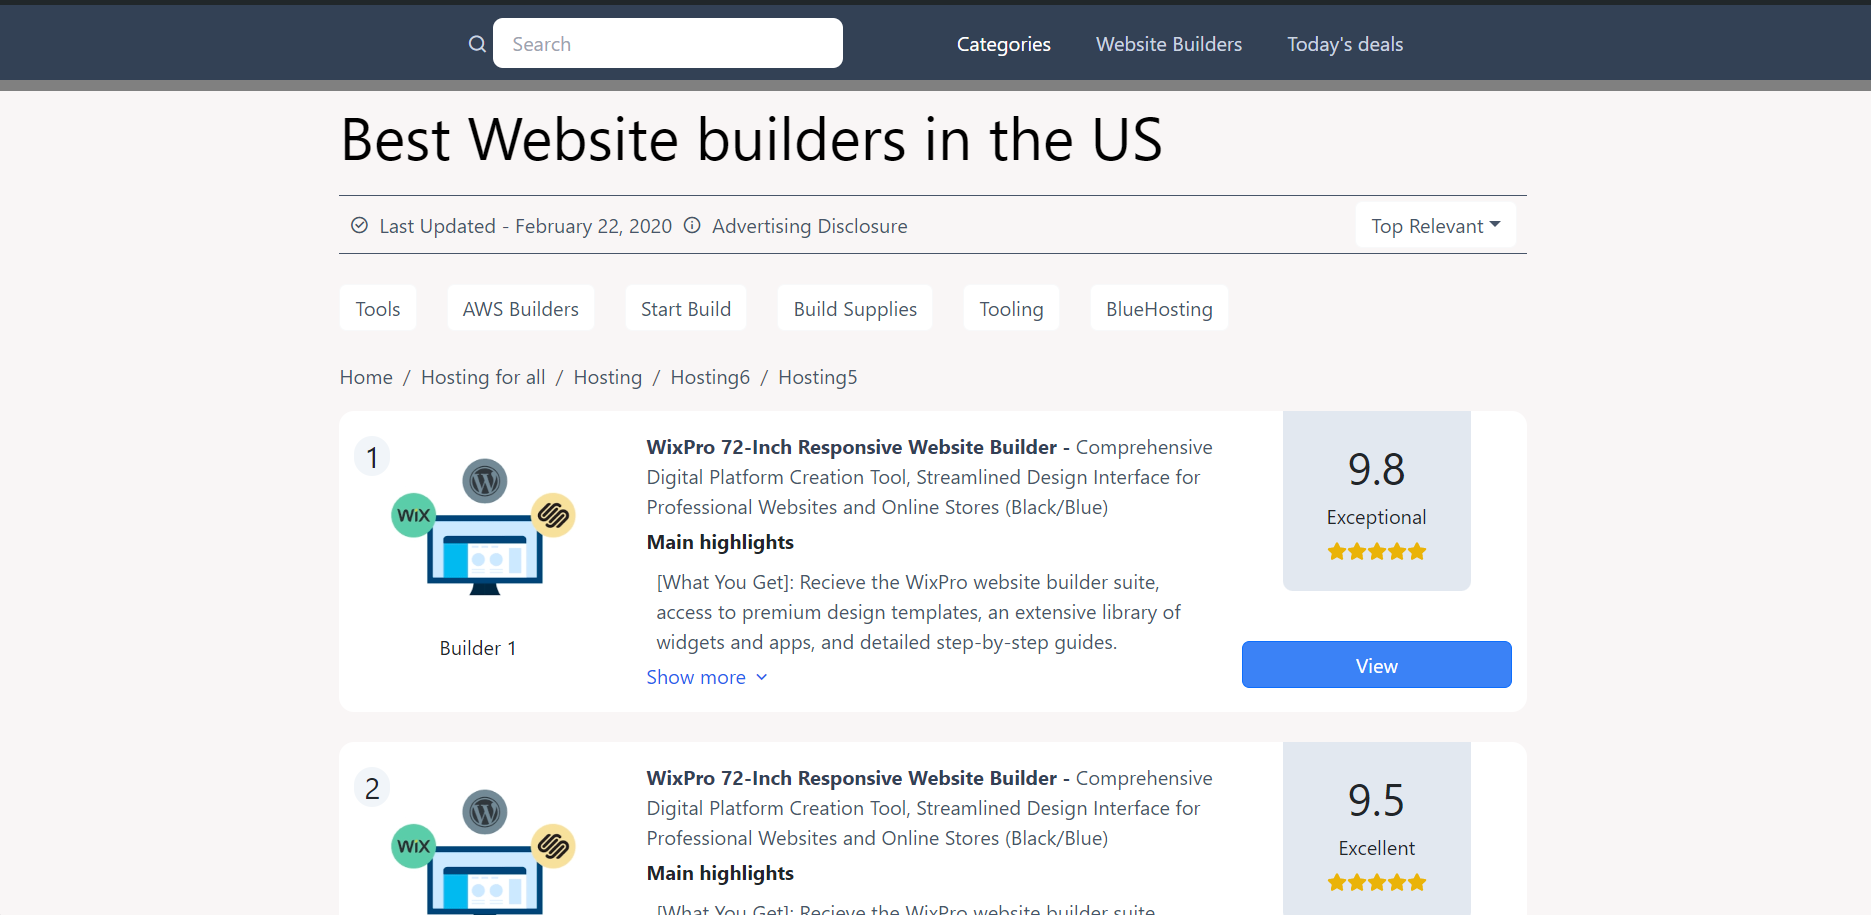 Search
Categories
Website Builders
Today's deals
Best Website builders in the US
Last Updated - February 22, 2020
Advertising Disclosure
Top Relevant
Tools
AWS Builders
Start Build
Build Supplies
Tooling
BlueHosting
Home / Hosting for all / Hosting / Hosting6 / Hosting5
1
WiX
Builder 1
WixPro 72-Inch Responsive Website Builder - Comprehensive
Digital Platform Creation Tool, Streamlined Design Interface for
Professional Websites and Online Stores (Black/Blue)
Main highlights
[What You Get]: Recieve the WixPro website builder suite,
access to premium design templates, an extensive library of
widgets and apps, and detailed step-by-step guides.
Show more
9.8
Exceptional
View
2
WiX
WixPro 72-Inch Responsive Website Builder - Comprehensive
Digital Platform Creation Tool, Streamlined Design Interface for
Professional Websites and Online Stores (Black/Blue)
Main highlights
[What You Get]: Recieve the WixPro website builder suite,
9.5
Excellent